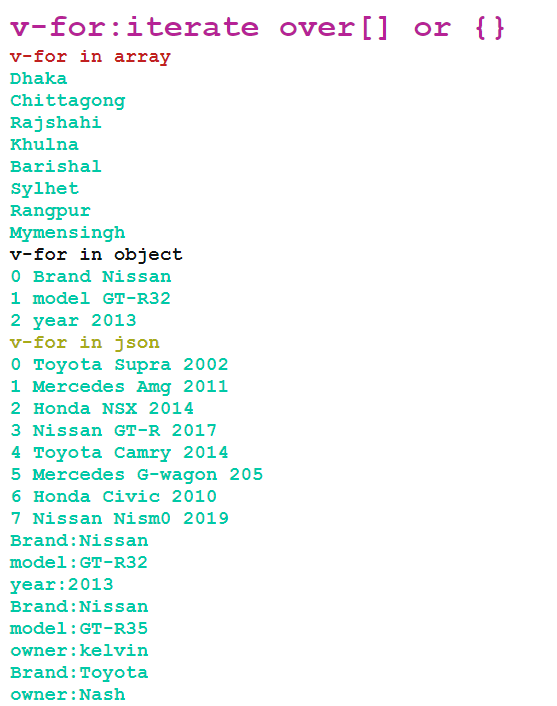 v-for:iterate over[] or {}
v-for in array
Dhaka
Chittagong
Rajshahi
Khulna
Barishal
Sylhet
Rangpur
Mymensingh
v-for in object
0 Brand Nissan
1 model GT-R32
2 year 2013
v-for in json
0 Toyota Supra 2002
1 Mercedes Amg 2011
2 Honda NSX 2014
3 Nissan GT-R 2017
4 Toyota Camry 2014
5 Mercedes G-wagon 205
6 Honda Civic 2010
7 Nissan Nism0 2019
Brand:Nissan
model:GT-R32
year:2013
Brand:Nissan
model:GT-R35
owner:kelvin
Brand:Toyota
owner:Nash